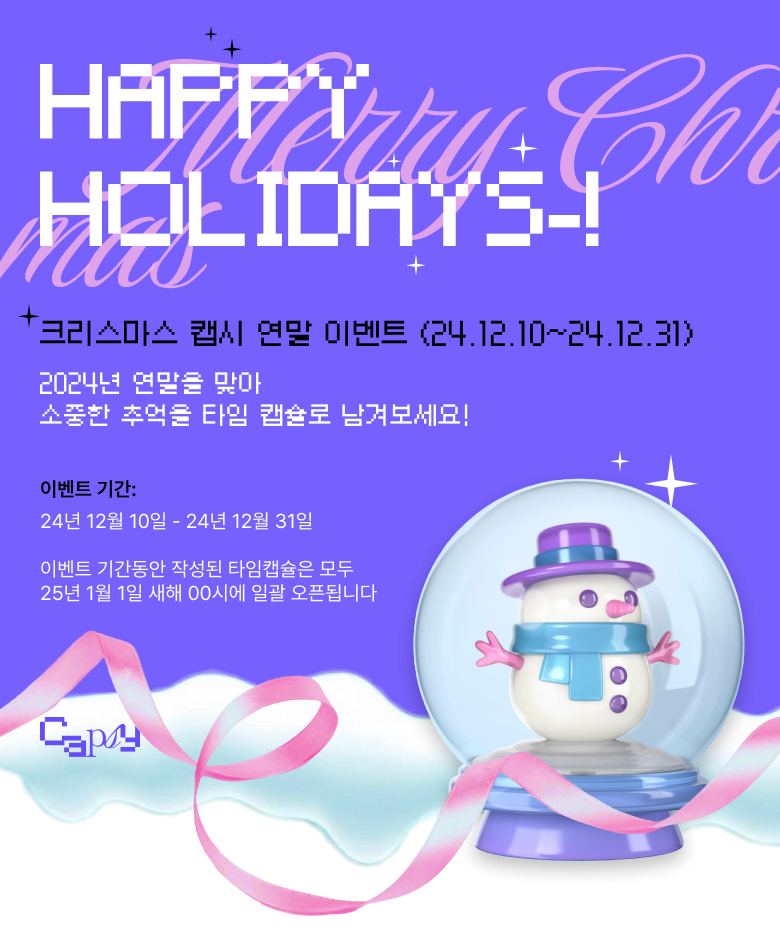 HAPPY
Merry Chri
HOLIDAYS~!
mas
크리스마스 캡시 연말 이벤트 (24.12.10~24.12.31)
2024년 연말을 맞아
소중한 추억을 타임 캡슐로 남겨보세요!
이벤트 기간:
24년 12월 10일 - 24년 12월 31일
이벤트 기간동안 작성된 타임캡슐은 모두
25년 1월 1일 새해 00시에 일괄 오픈됩니다
Capsy